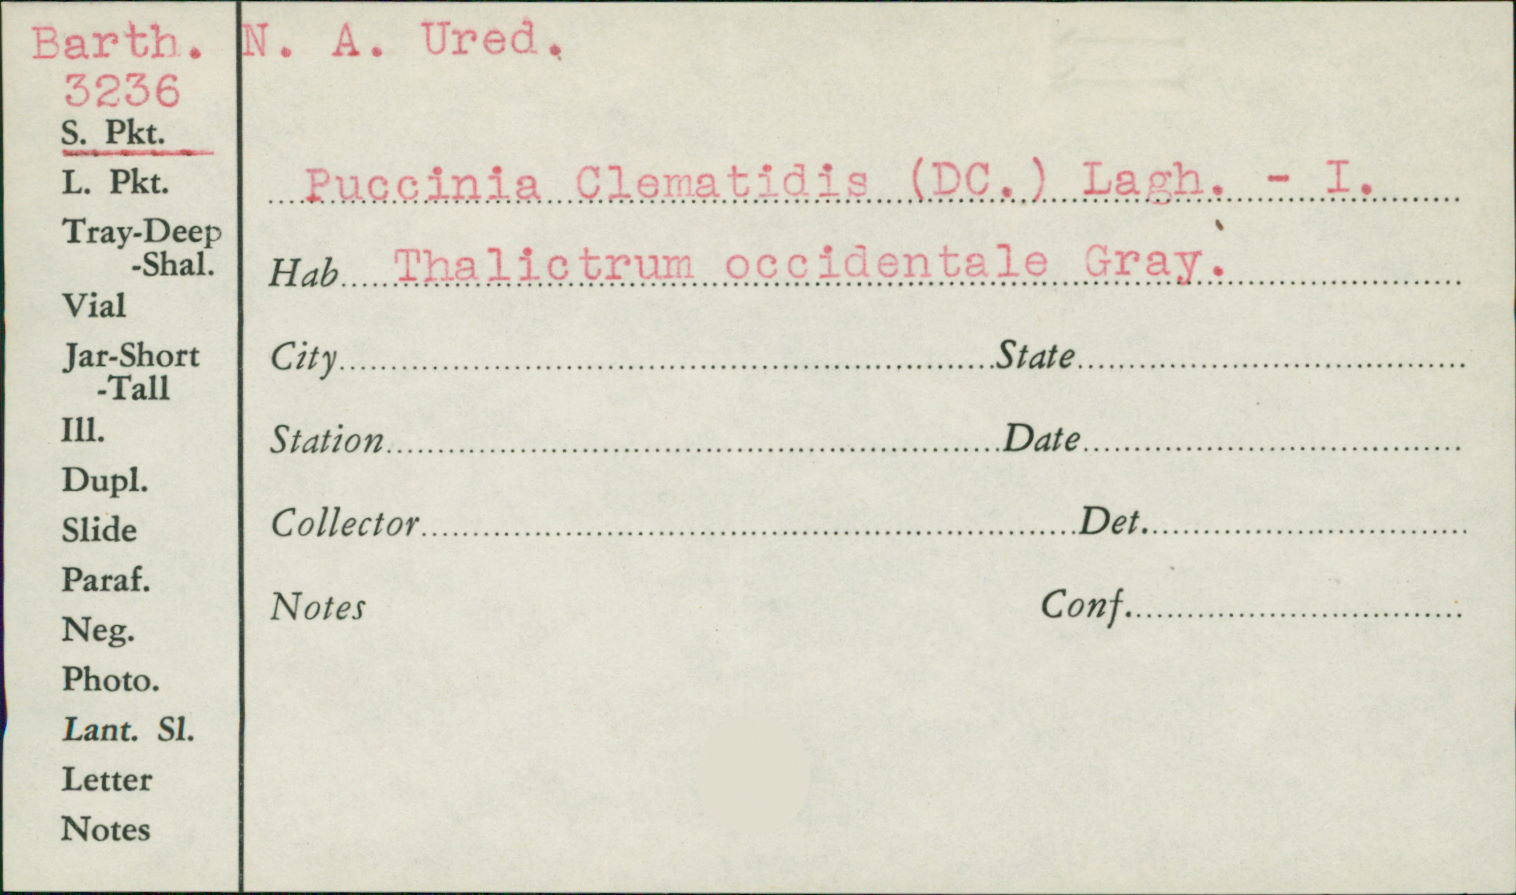 Barth. N. A. Ured.
3236
S. Pkt.
Puccinia Clematidis (DC.) Lagh. - I.
L. Pkt.
Tray-Deep
-Shal.
Hab. Thalictrum occidentale Gray.
Vial
Jar-Short
-Tall
City State
Ill.
Station Date
Dupl.
Slide
Collector Det.
Paraf.
Neg.
Notes Conf.
Photo.
Lant. Sl.
Letter
Notes